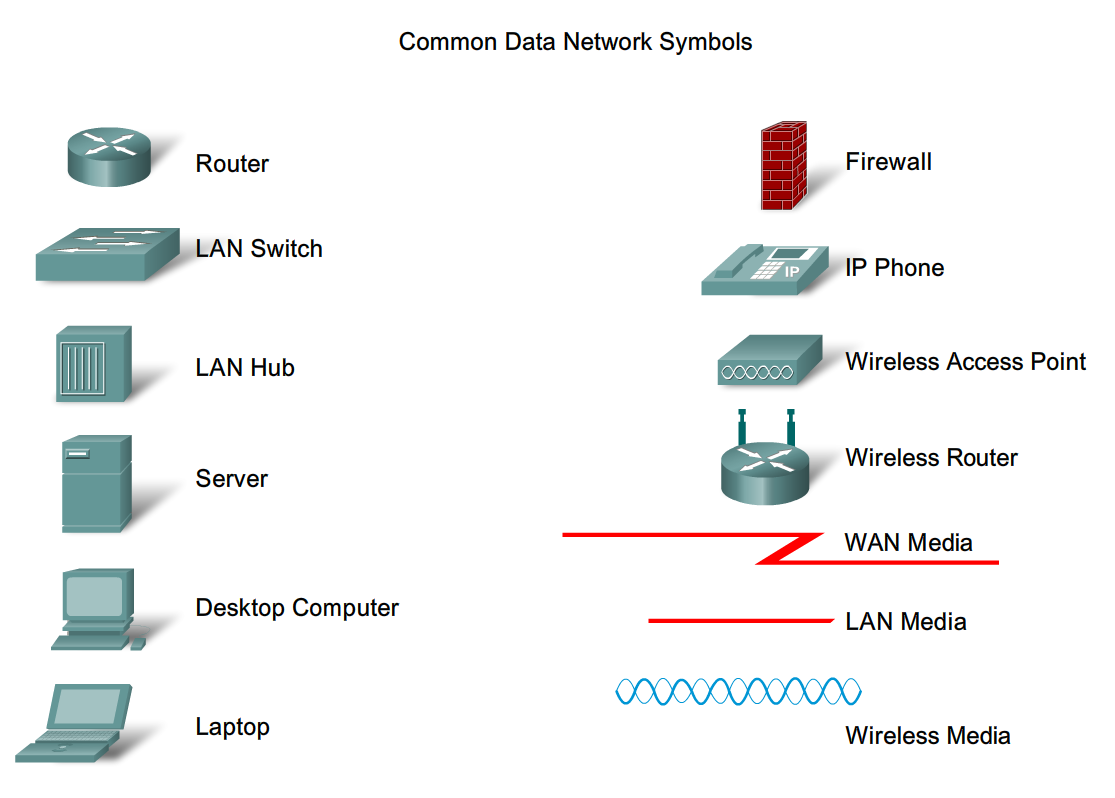 Common Data Network Symbols
Router
LAN Switch
LAN Hub
Server
Desktop Computer
Laptop
Firewall
IP
IP Phone
Wireless Access Point
Wireless Router
WAN Media
LAN Media
Wireless Media